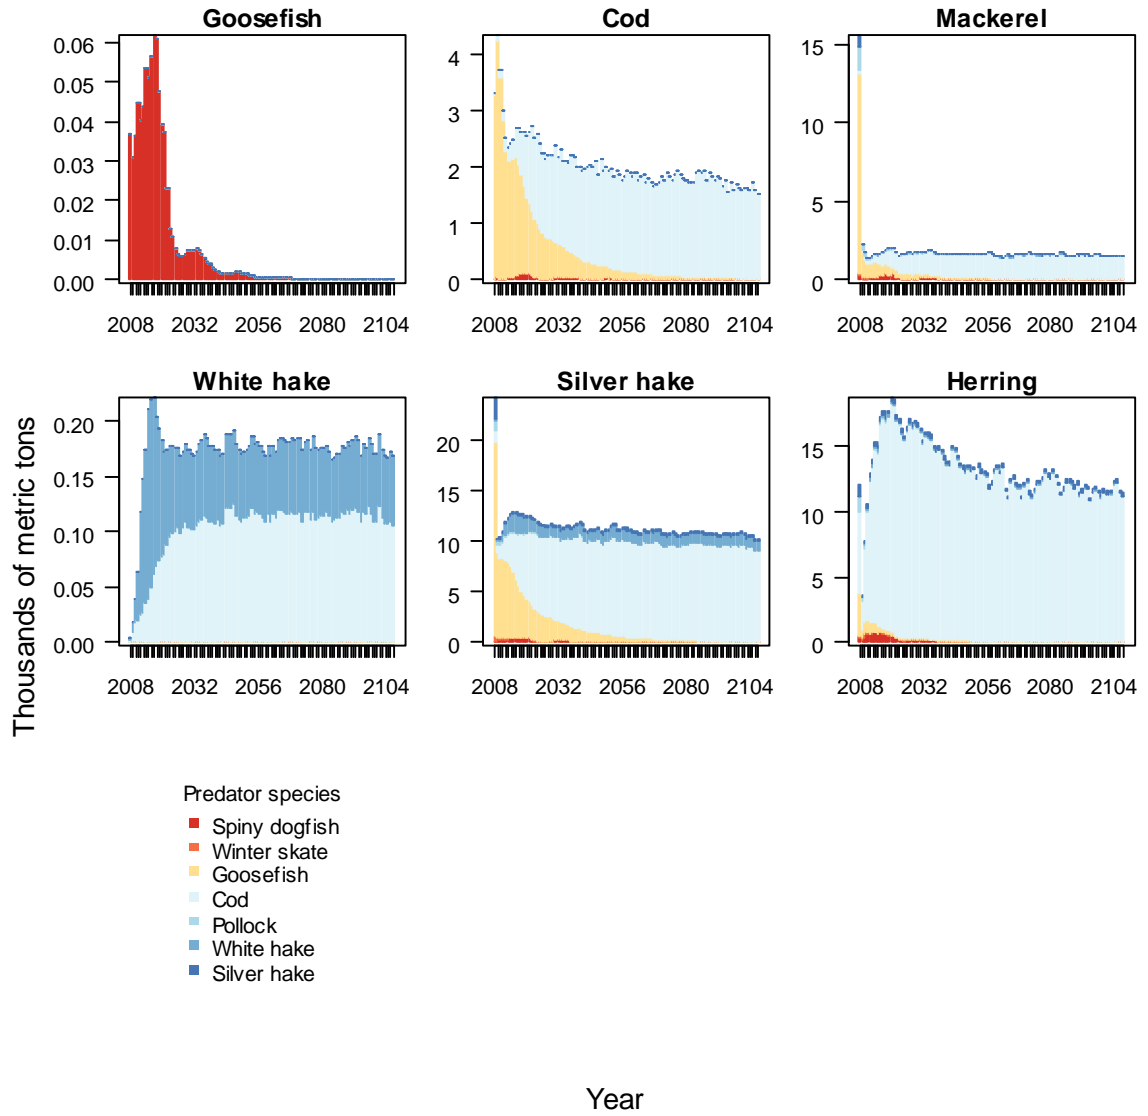 Goosefish Cod Mackerel
0.06
0.05
0.04
0.03
0.02
0.01
0.00
4
3
2
1
0
15
10
5
0
2008 2032 2056 2080 2104
2008 2032 2056 2080 2104
2008 2032 2056 2080 2104
White hake Silver hake Herring
0.20
0.15
0.10
0.05
0.00
20
15
10
5
0
15
10
5
0
2008 2032 2056 2080 2104
2008 2032 2056 2080 2104
2008 2032 2056 2080 2104
Thousands of metric tons
Predator species
Spiny dogfish
Winter skate
Goosefish
Cod
Pollock
White hake
Silver hake
Year